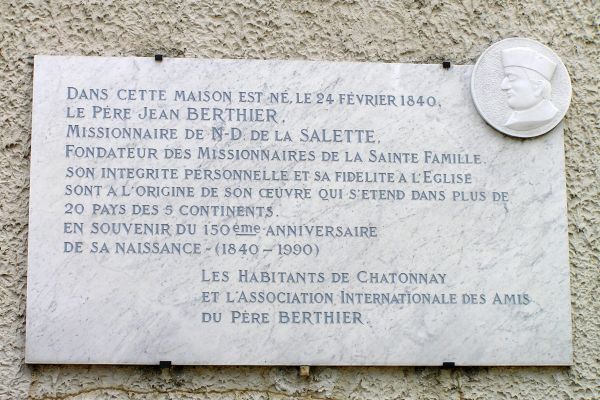 DANS CETTE MAISON EST NÉ, LE 24 FÉVRIER 1840,
LE PÈRE JEAN BERTHIER,
MISSIONNAIRE DE N-D. DE LA SALETTE,
FONDATEUR DES MISSIONNAIRES DE LA SAINTE FAMILLE.
SON INTEGRITE PERSONNELLE ET SA FIDELITE A L'EGLISE
SONT A L'ORIGINE DE SON ŒUVRE QUI S'ETEND DANS PLUS DE
20 PAYS DES 5 CONTINENTS.
EN SOUVENIR DU 150ème ANNIVERSAIRE
DE SA NAISSANCE - (1840 - 1990)
LES HABITANTS DE CHATONNAY
ET L'ASSOCIATION INTERNATIONALE DES AMIS
DU PÈRE BERTHIER.